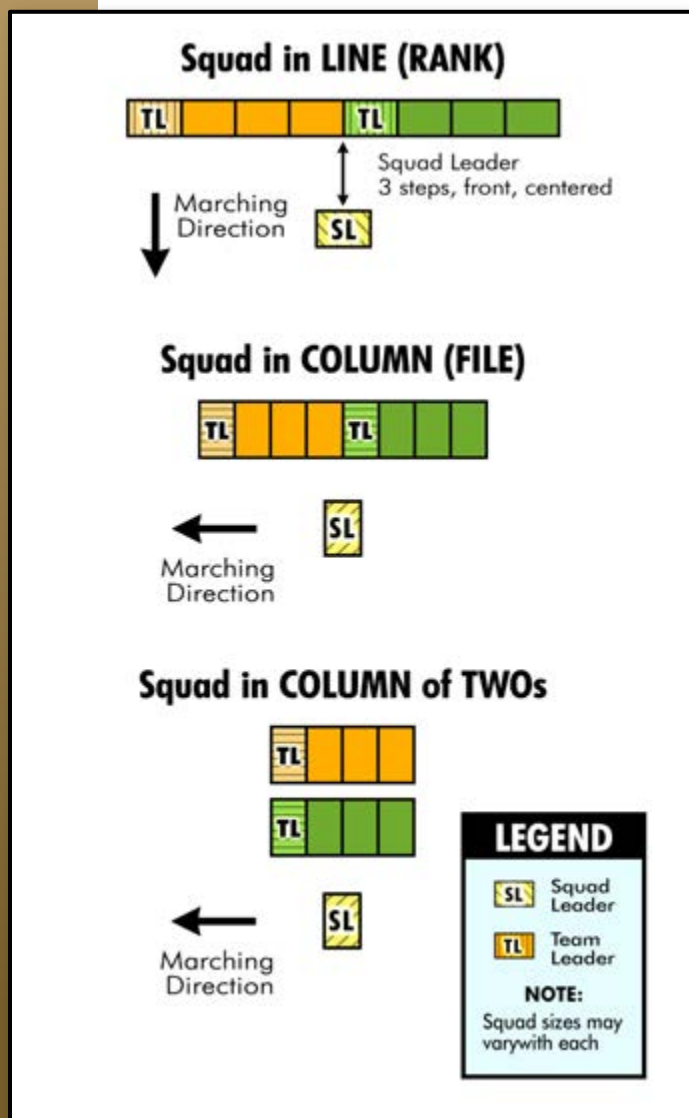 Squad in LINE (RANK)
TL
TL
Squad Leader
3 steps, front, centered
Marching
Direction
SL
Squad in COLUMN (FILE)
TL
TL
SL
Marching
Direction
Squad in COLUMN of TWOs
TL
TL
SL
Marching
Direction
LEGEND
SL
Squad
Leader
TL
Team
Leader
NOTE:
Squad sizes may
varywith each